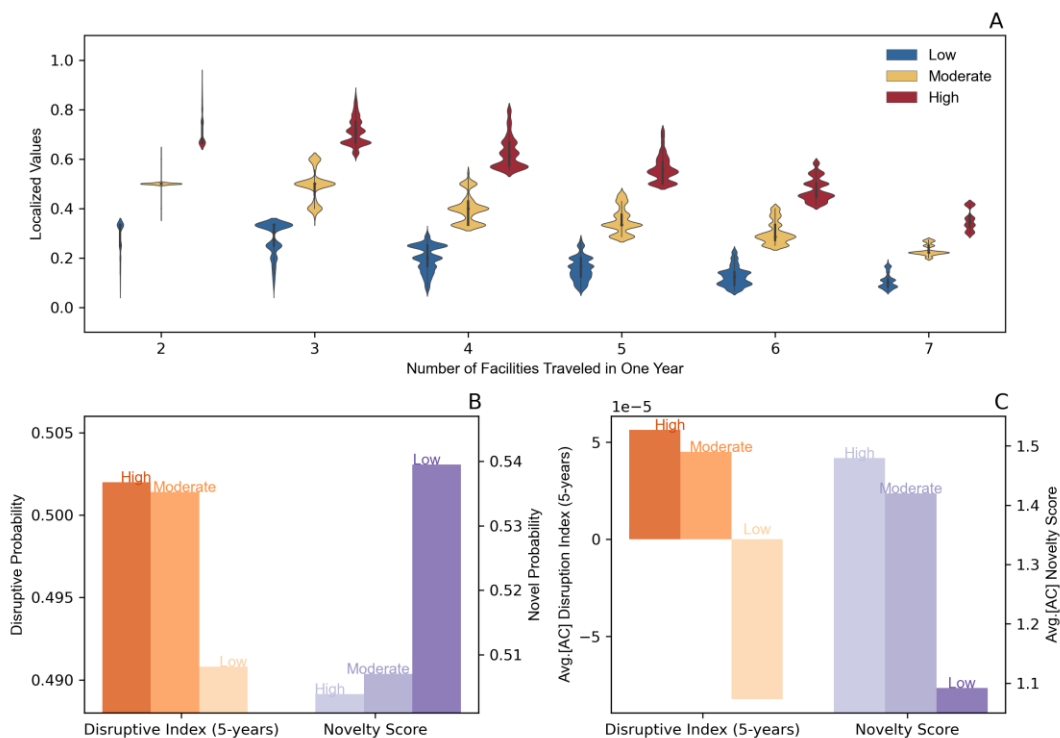 A
Low
Moderate
High
1.0
0.8
0.6
0.4
0.2
0.0
Localized Values
2
3
4
5
6
7
Number of Facilities Traveled in One Year
B
0.505
0.500
0.495
0.490
Disruptive Probability
High
Moderate
Low
High
Moderate
Low
0.54
0.53
0.52
0.51
Novel Probability
Disruptive Index (5-years)
Novelty Score
C
1e−5
5
0
−5
Avg.[AC] Disruption Index (5-years)
High
Moderate
Low
High
Moderate
Low
1.5
1.4
1.3
1.2
1.1
Avg.[AC] Novelty Score
Disruptive Index (5-years)
Novelty Score